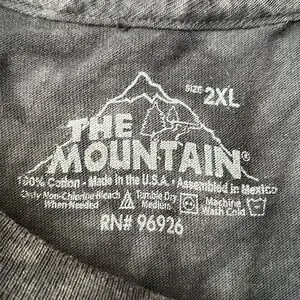 SIZE 2XL
THE
MOUNTAIN®
100% Cotton - Made in the U.S.A. - Assembled in Mexico
Only Non-Chlorine Bleach When Needed
Tumble Dry Medium
Machine Wash Cold
RN# 96926